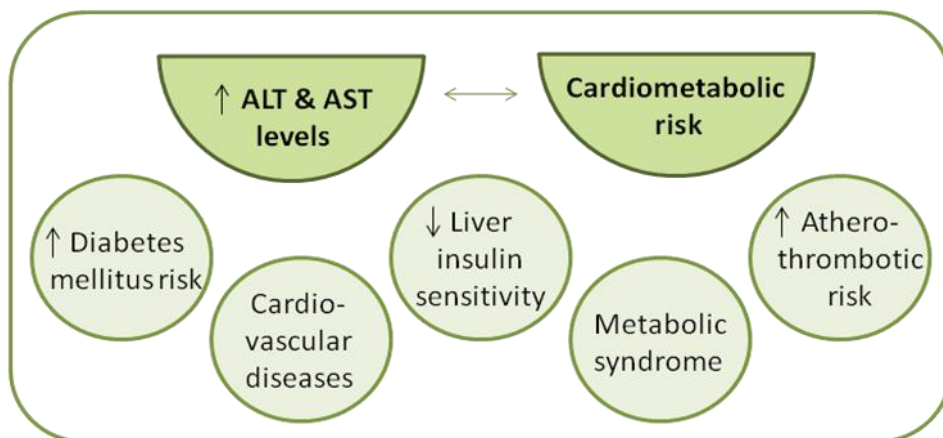 ↑ ALT & AST
levels
Cardiometabolic
risk
↑ Diabetes
mellitus risk
Cardio-
vascular
diseases
↓ Liver
insulin
sensitivity
Metabolic
syndrome
↑ Athero-
thrombotic
risk